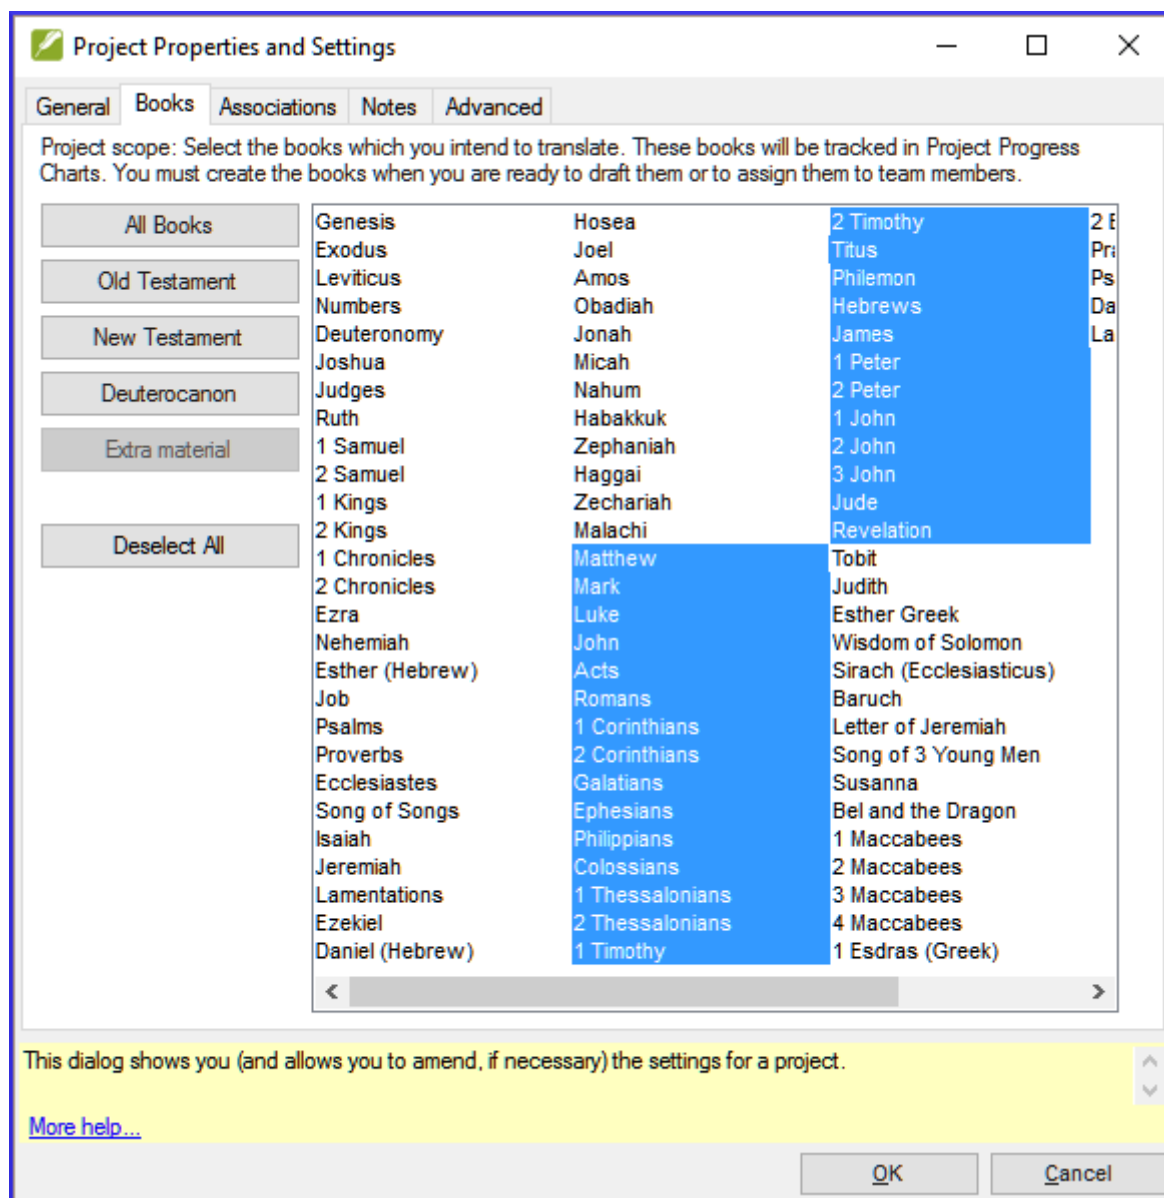 Project Properties and Settings
General Books Associations Notes Advanced
Project scope: Select the books which you intend to translate. These books will be tracked in Project Progress
Charts. You must create the books when you are ready to draft them or to assign them to team members.
All Books
Old Testament
New Testament
Deuterocanon
Extra material
Deselect All
Genesis
Exodus
Leviticus
Numbers
Deuteronomy
Joshua
Judges
Ruth
1 Samuel
2 Samuel
1 Kings
2 Kings
1 Chronicles
2 Chronicles
Ezra
Nehemiah
Esther (Hebrew)
Job
Psalms
Proverbs
Ecclesiastes
Song of Songs
Isaiah
Jeremiah
Lamentations
Ezekiel
Daniel (Hebrew)
Hosea
Joel
Amos
Obadiah
Jonah
Micah
Nahum
Habakkuk
Zephaniah
Haggai
Zechariah
Malachi
Matthew
Mark
Luke
John
Acts
Romans
1 Corinthians
2 Corinthians
Galatians
Ephesians
Philippians
Colossians
1 Thessalonians
2 Thessalonians
1 Timothy
2 Timothy
Titus
Philemon
Hebrews
James
1 Peter
2 Peter
1 John
2 John
3 John
Jude
Revelation
Tobit
Judith
Esther Greek
Wisdom of Solomon
Sirach (Ecclesiasticus)
Baruch
Letter of Jeremiah
Song of 3 Young Men
Susanna
Bel and the Dragon
1 Maccabees
2 Maccabees
3 Maccabees
4 Maccabees
1 Esdras (Greek)
2
Ps
Da
La
This dialog shows you (and allows you to amend, if necessary) the settings for a project.
More help...
OK Cancel